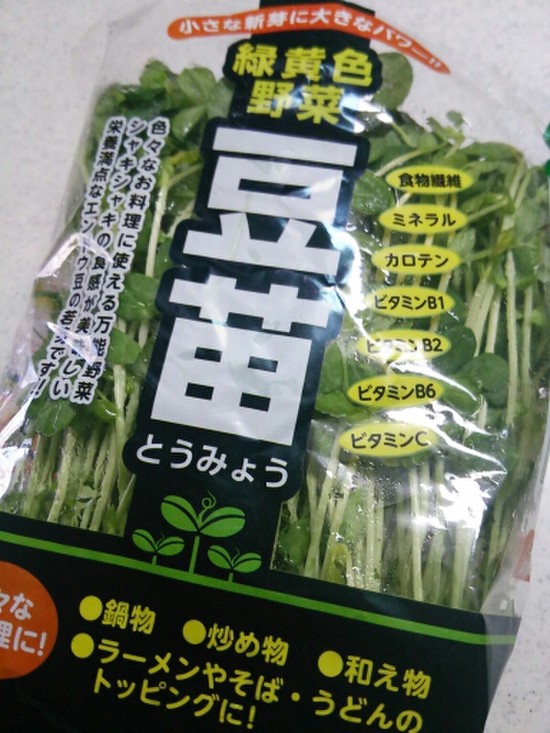 小さな新芽に大きなパワー!!
緑黄色
野菜
豆苗
とうみょう
色々なお料理に使える万能野菜
シャキシャキの食感が美味しい
栄養満点なエンドウ豆の若芽です!!
食物繊維
ミネラル
カロテン
ビタミンB1
ビタミンB2
ビタミンB6
ビタミンC
々な
理に!
●鍋物 ●炒め物 ●和え物
●ラーメンやそば・うどんの
トッピングに!